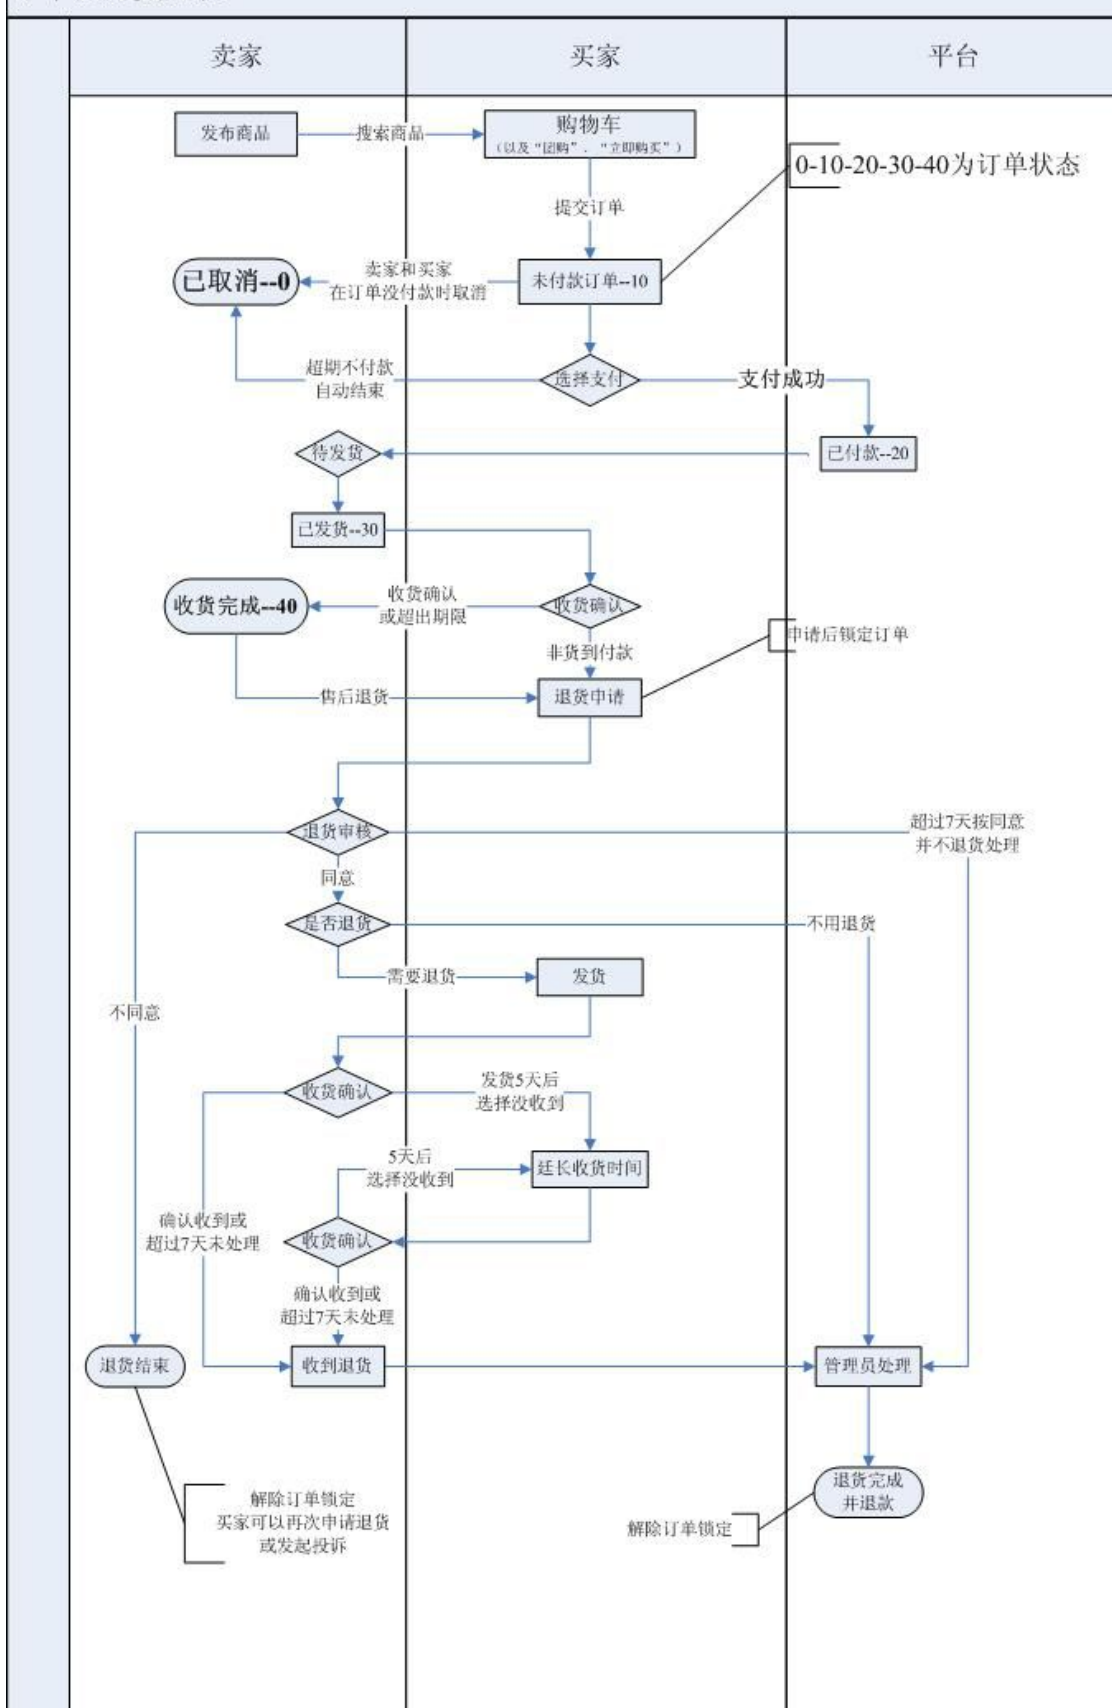 卖家
买家
平台
发布商品
搜索商品
购物车
（以及“团购”、“立即购买”）
0-10-20-30-40为订单状态
提交订单
已取消--0
卖家和买家
在订单没付款时取消
未付款订单--10
超期不付款
自动结束
选择支付
支付成功
待发货
已付款--20
已发货--30
收货完成--40
收货确认
或超出期限
收货确认
申请后锁定订单
非货到付款
售后退货
退货申请
退货审核
超过7天按同意
并不退货处理
同意
是否退货
不用退货
需要退货
发货
不同意
收货确认
发货5天后
选择没收到
5天后
选择没收到
延长收货时间
确认收到或
超过7天未处理
收货确认
确认收到或
超过7天未处理
退货结束
收到退货
管理员处理
退货完成
并退款
解除订单锁定
买家可以再次申请退货
或发起投诉
解除订单锁定